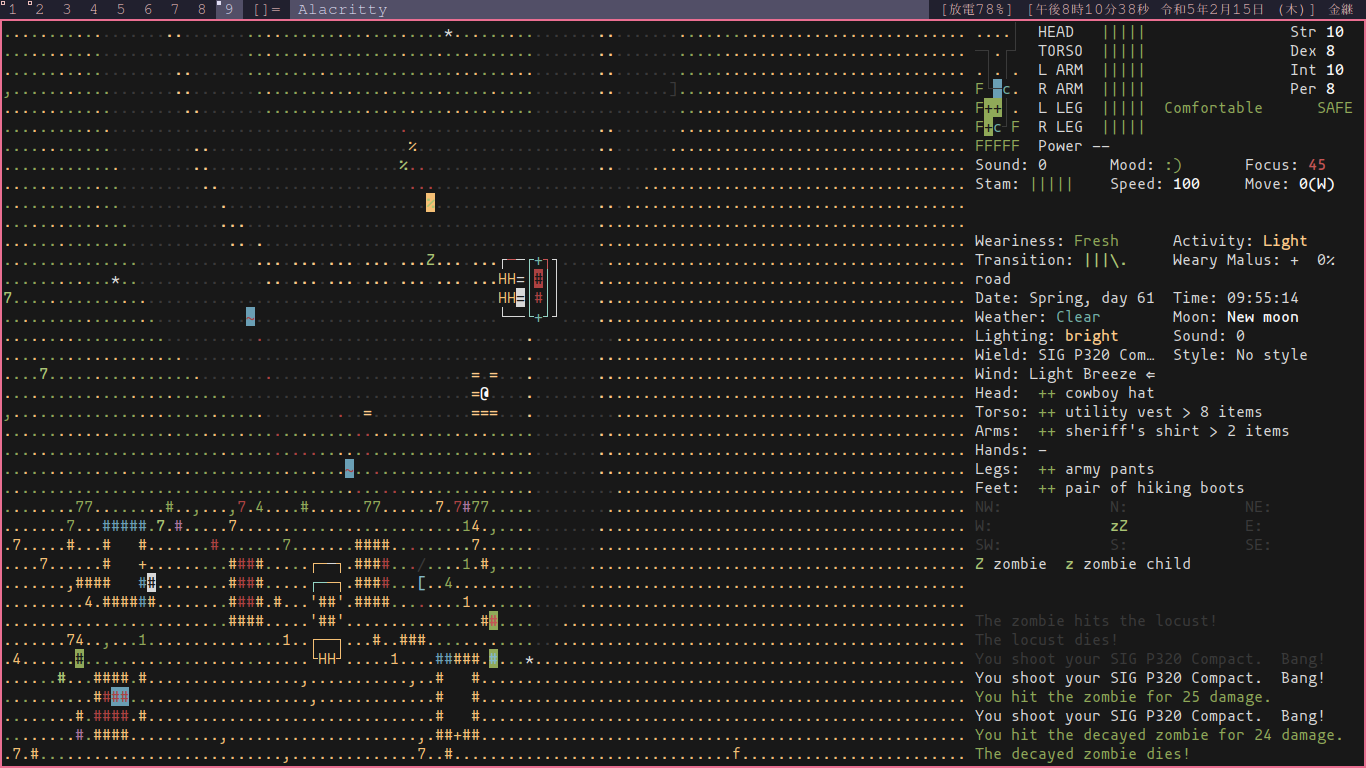 1 2 3 4 5 6 7 8 9 []= Alacritty [放電78%] [午後8時10分38秒 令和5年2月15日 (木)] 金継
HEAD ||||| Str 10
TORSO ||||| Dex 8
L ARM ||||| Int 10
R ARM ||||| Per 8
L LEG ||||| Comfortable SAFE
R LEG |||||
Power --
Sound: 0 Mood: :) Focus: 45
Stam: ||||| Speed: 100 Move: 0(W)
Weariness: Fresh Activity: Light
Transition: |||\. Weary Malus: + 0%
road
Date: Spring, day 61 Time: 09:55:14
Weather: Clear Moon: New moon
Lighting: bright Sound: 0
Wield: SIG P320 Com… Style: No style
Wind: Light Breeze ⇐
Head: ++ cowboy hat
Torso: ++ utility vest > 8 items
Arms: ++ sheriff's shirt > 2 items
Hands: –
Legs: ++ army pants
Feet: ++ pair of hiking boots
NW: N: NE:
W: zZ E:
SW: S: SE:
Z zombie z zombie child
The zombie hits the locust!
The locust dies!
You shoot your SIG P320 Compact. Bang!
You shoot your SIG P320 Compact. Bang!
You hit the zombie for 25 damage.
You shoot your SIG P320 Compact. Bang!
You hit the decayed zombie for 24 damage.
The decayed zombie dies!